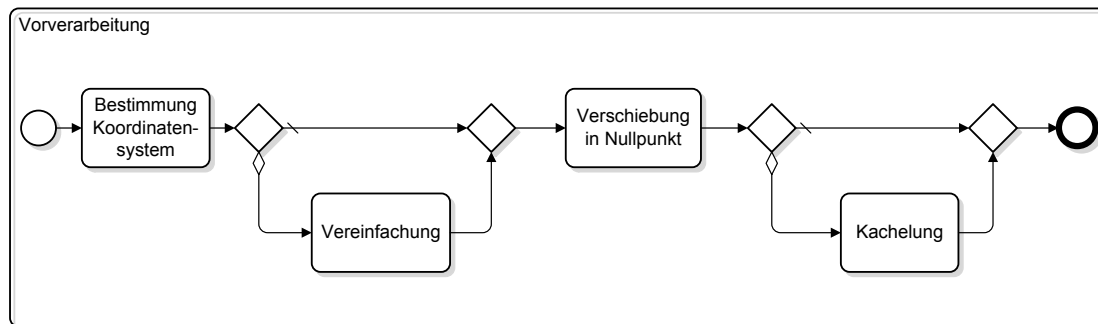 Vorverarbeitung
Bestimmung
Koordinaten-
system
Vereinfachung
Verschiebung
in Nullpunkt
Kachelung